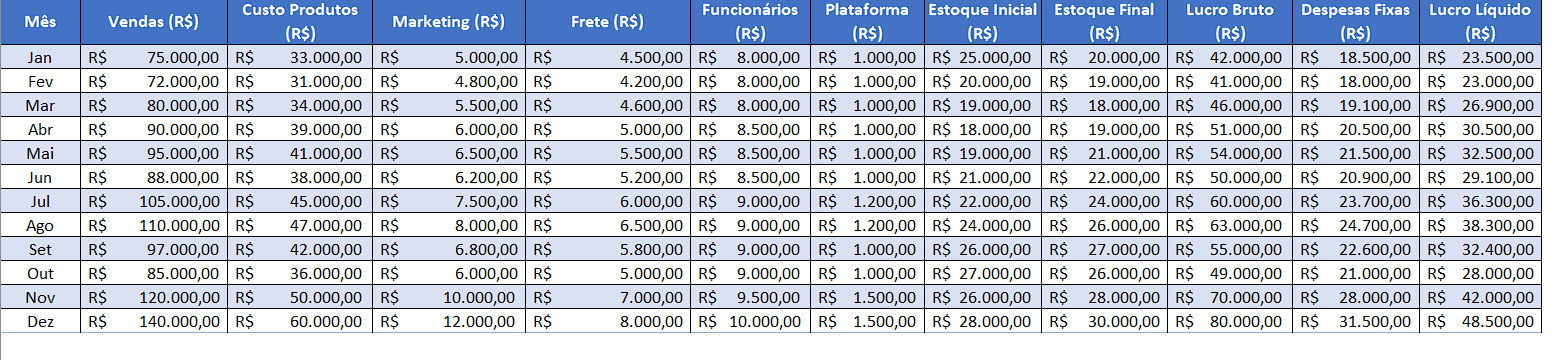 Mês Vendas (R$) Custo Produtos (R$) Marketing (R$) Frete (R$) Funcionários (R$) Plataforma (R$) Estoque Inicial (R$) Estoque Final (R$) Lucro Bruto (R$) Despesas Fixas (R$) Lucro Líquido (R$)
Jan R$ 75.000,00 R$ 33.000,00 R$ 5.000,00 R$ 4.500,00 R$ 8.000,00 R$ 1.000,00 R$ 25.000,00 R$ 20.000,00 R$ 42.000,00 R$ 18.500,00 R$ 23.500,00
Fev R$ 72.000,00 R$ 31.000,00 R$ 4.800,00 R$ 4.200,00 R$ 8.000,00 R$ 1.000,00 R$ 20.000,00 R$ 19.000,00 R$ 41.000,00 R$ 18.000,00 R$ 23.000,00
Mar R$ 80.000,00 R$ 34.000,00 R$ 5.500,00 R$ 4.600,00 R$ 8.000,00 R$ 1.000,00 R$ 19.000,00 R$ 18.000,00 R$ 46.000,00 R$ 19.100,00 R$ 26.900,00
Abr R$ 90.000,00 R$ 39.000,00 R$ 6.000,00 R$ 5.000,00 R$ 8.500,00 R$ 1.000,00 R$ 18.000,00 R$ 19.000,00 R$ 51.000,00 R$ 20.500,00 R$ 30.500,00
Mai R$ 95.000,00 R$ 41.000,00 R$ 6.500,00 R$ 5.500,00 R$ 8.500,00 R$ 1.000,00 R$ 19.000,00 R$ 21.000,00 R$ 54.000,00 R$ 21.500,00 R$ 32.500,00
Jun R$ 88.000,00 R$ 38.000,00 R$ 6.200,00 R$ 5.200,00 R$ 8.500,00 R$ 1.000,00 R$ 21.000,00 R$ 22.000,00 R$ 50.000,00 R$ 20.900,00 R$ 29.100,00
Jul R$ 105.000,00 R$ 45.000,00 R$ 7.500,00 R$ 6.000,00 R$ 9.000,00 R$ 1.200,00 R$ 22.000,00 R$ 24.000,00 R$ 60.000,00 R$ 23.700,00 R$ 36.300,00
Ago R$ 110.000,00 R$ 47.000,00 R$ 8.000,00 R$ 6.500,00 R$ 9.000,00 R$ 1.200,00 R$ 24.000,00 R$ 26.000,00 R$ 63.000,00 R$ 24.700,00 R$ 38.300,00
Set R$ 97.000,00 R$ 42.000,00 R$ 6.800,00 R$ 5.800,00 R$ 9.000,00 R$ 1.000,00 R$ 26.000,00 R$ 27.000,00 R$ 55.000,00 R$ 22.600,00 R$ 32.400,00
Out R$ 85.000,00 R$ 36.000,00 R$ 6.000,00 R$ 5.000,00 R$ 9.000,00 R$ 1.000,00 R$ 27.000,00 R$ 26.000,00 R$ 49.000,00 R$ 21.000,00 R$ 28.000,00
Nov R$ 120.000,00 R$ 50.000,00 R$ 10.000,00 R$ 7.000,00 R$ 9.500,00 R$ 1.500,00 R$ 26.000,00 R$ 28.000,00 R$ 70.000,00 R$ 28.000,00 R$ 42.000,00
Dez R$ 140.000,00 R$ 60.000,00 R$ 12.000,00 R$ 8.000,00 R$ 10.000,00 R$ 1.500,00 R$ 28.000,00 R$ 30.000,00 R$ 80.000,00 R$ 31.500,00 R$ 48.500,00